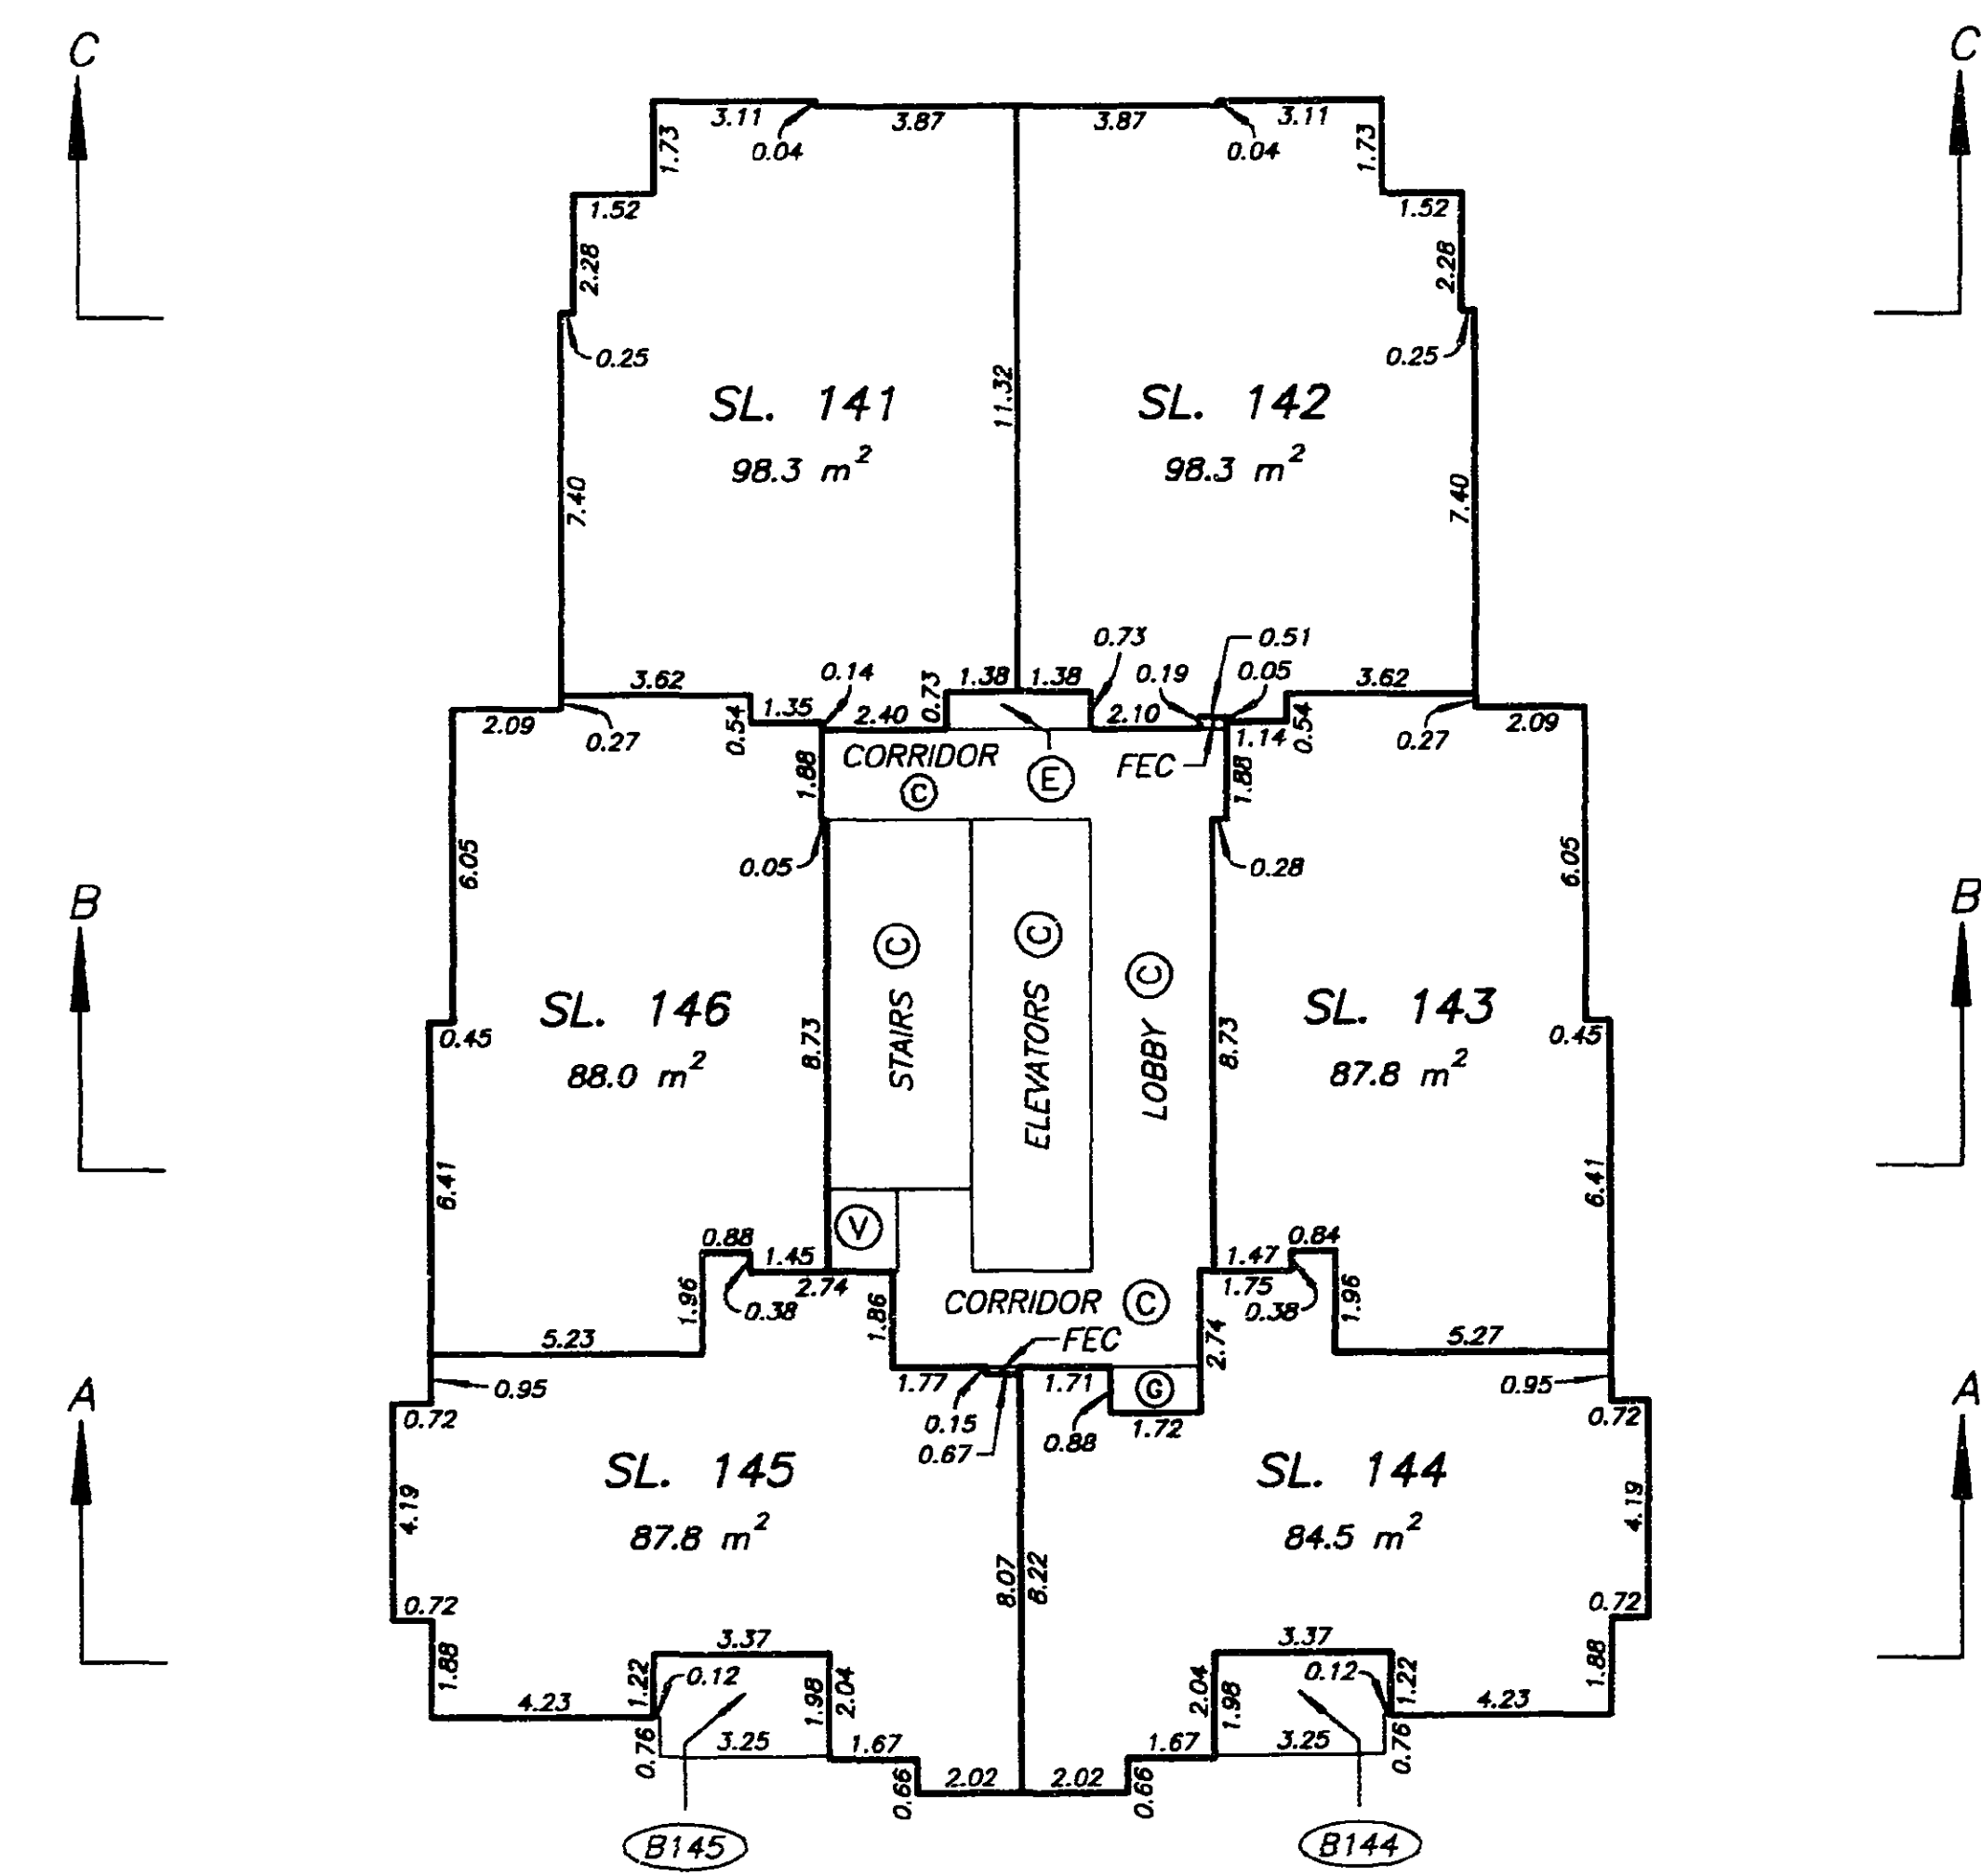 C
C
3.11
3.87
3.87
3.11
0.04
0.04
1.73
1.73
1.52
1.52
2.28
2.28
0.25
0.25
11.32
SL. 141
98.3 m²
SL. 142
98.3 m²
7.40
7.40
0.73
0.51
3.62
0.14
0.73
1.38
1.38
0.19
0.05
3.62
2.09
0.27
0.54
1.35
2.40
2.10
1.14
0.54
0.27
2.09
CORRIDOR
C
E
FEC
1.88
1.88
0.05
0.28
6.05
6.05
B
B
C
C
C
STAIRS
ELEVATORS
LOBBY
SL. 146
88.0 m²
SL. 143
87.8 m²
0.45
0.45
8.73
8.73
6.41
6.41
V
0.88
1.45
2.74
1.47
1.75
0.84
1.96
0.38
1.86
CORRIDOR
C
2.74
0.38
1.96
5.23
FEC
5.27
A
A
0.95
1.77
1.71
G
0.95
0.72
0.15
0.67
0.88
1.72
0.72
SL. 145
87.8 m²
SL. 144
84.5 m²
4.19
4.19
8.07
8.22
0.72
0.72
3.37
3.37
1.88
1.22
0.12
1.98
2.04
2.04
1.98
0.12
1.22
1.88
4.23
4.23
0.76
3.25
1.67
1.67
3.25
0.76
0.66
2.02
2.02
0.66
B145
B144